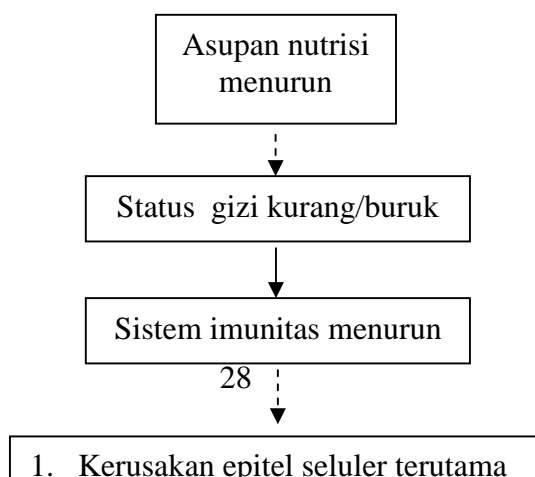 Asupan nutrisi
menurun
Status gizi kurang/buruk
Sistem imunitas menurun
28
1. Kerusakan epitel seluler terutama